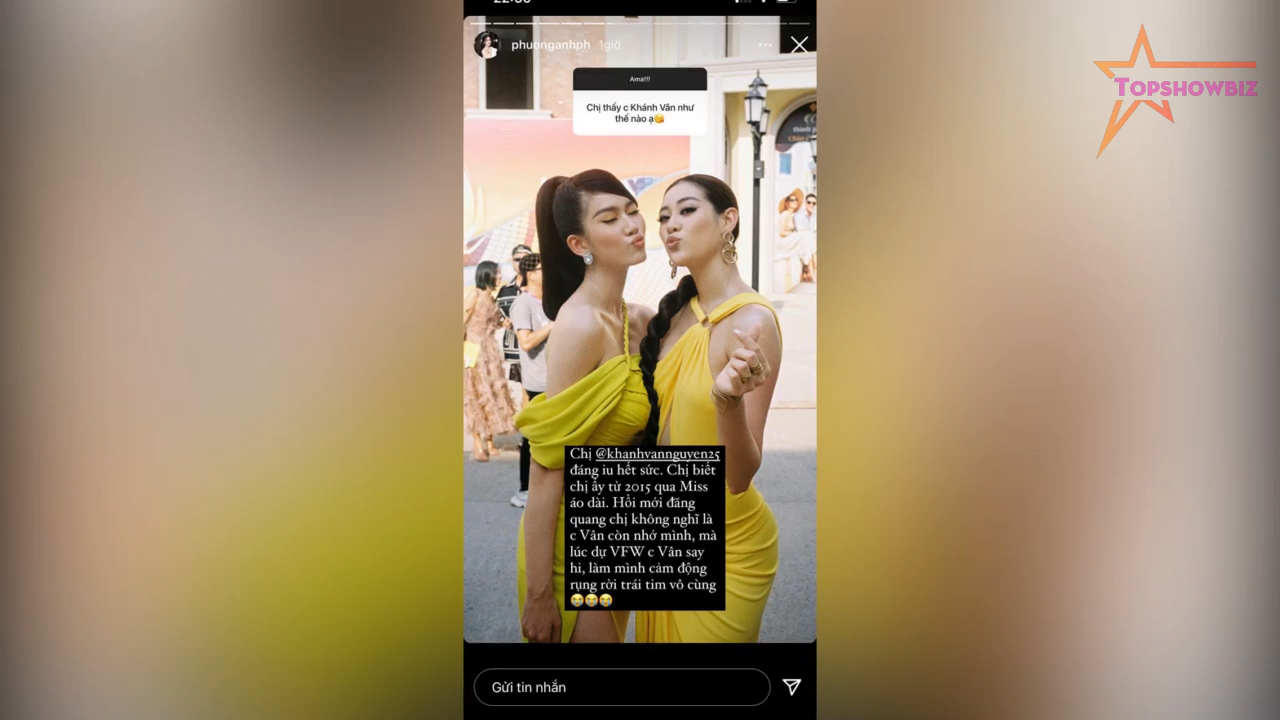 phuonganhph 1giờ
TOPSHOWBIZ
Ama!!!
Chị thấy c Khánh Vân như
thế nào ạ😘
Chị @khanhvannguyen25
đáng iu hết sức. Chị biết
chị ấy từ 2015 qua Miss
áo dài. Hồi mới đăng
quang chị không nghĩ là
c Vân còn nhớ mình, mà
lúc dự VFW c Vân say
hi, làm mình cảm động
rụng rời trái tim vô cùng
😭😭😭
Gửi tin nhắn